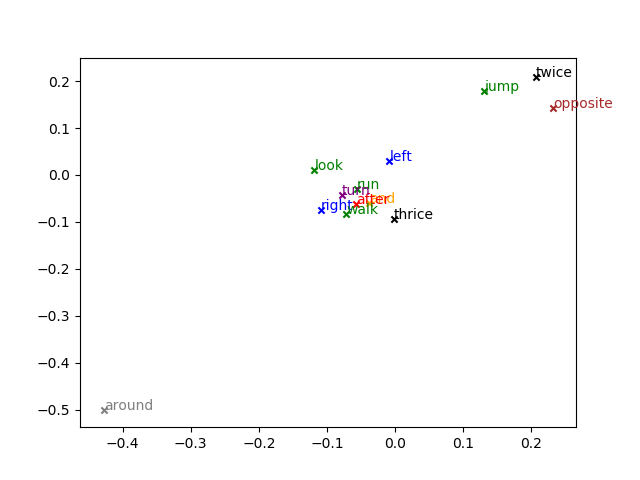 twice
0.2
jump
opposite
0.1
left
look
0.0
run
turn
after
and
right
walk
thrice
−0.1
−0.2
−0.3
−0.4
around
−0.5
−0.4
−0.3
−0.2
−0.1
0.0
0.1
0.2